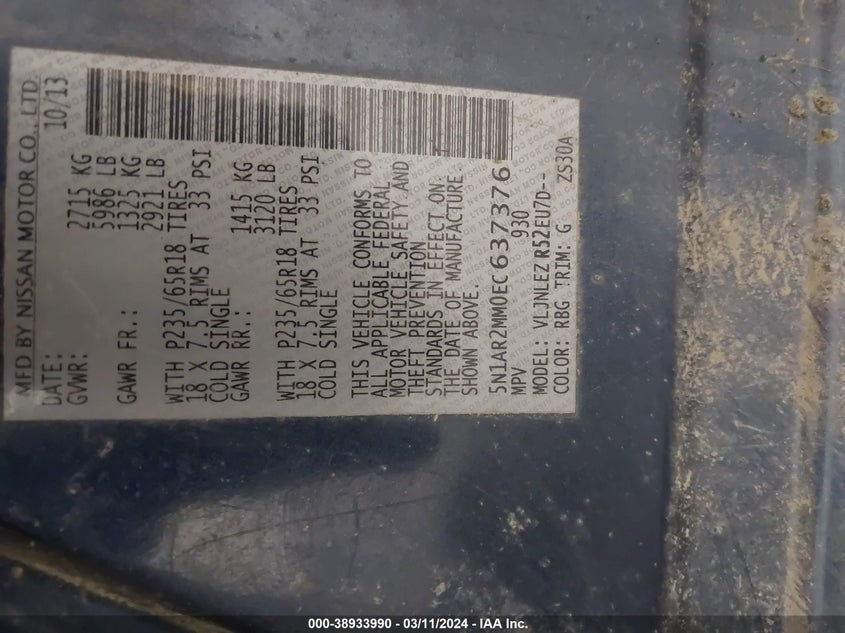 MFD BY NISSAN MOTOR CO., LTD.
DATE: 10/13
GVWR: 2715 KG
5986 LB
GAWR FR.: 1325 KG
2921 LB
WITH P235/65R18 TIRES
18 X 7.5 RIMS AT 33 PSI
COLD SINGLE
GAWR RR.: 1415 KG
3120 LB
WITH P235/65R18 TIRES
18 X 7.5 RIMS AT 33 PSI
COLD SINGLE
THIS VEHICLE CONFORMS TO
ALL APPLICABLE FEDERAL
MOTOR VEHICLE SAFETY AND
THEFT PREVENTION
STANDARDS IN EFFECT ON
THE DATE OF MANUFACTURE
SHOWN ABOVE.
5N1AR2MM0EC637376
MPV 930
MODEL: VLJNLEZ R52EU7D--
COLOR: RBG TRIM: G ZS30A
000-38933990 - 03/11/2024 - IAA Inc.